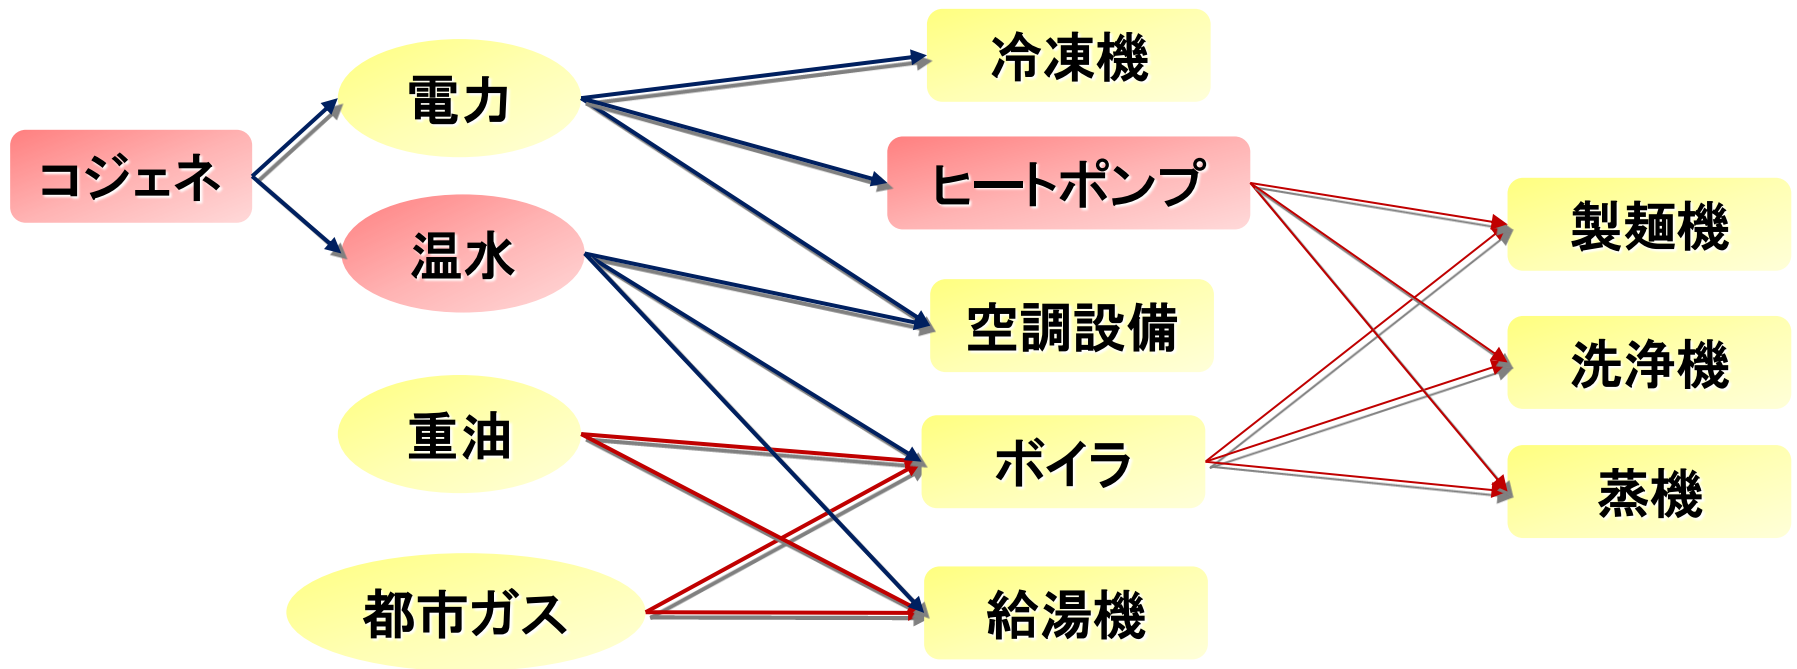 コジェネ
電力
温水
重油
都市ガス
冷凍機
ヒートポンプ
空調設備
ボイラ
給湯機
製麺機
洗浄機
蒸機